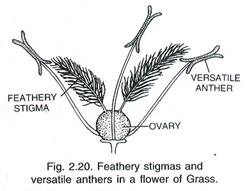 FEATHERY
STIGMA
VERSATILE
ANTHER
OVARY
Fig. 2.20. Feathery stigmas and
versatile anthers in a flower of Grass.